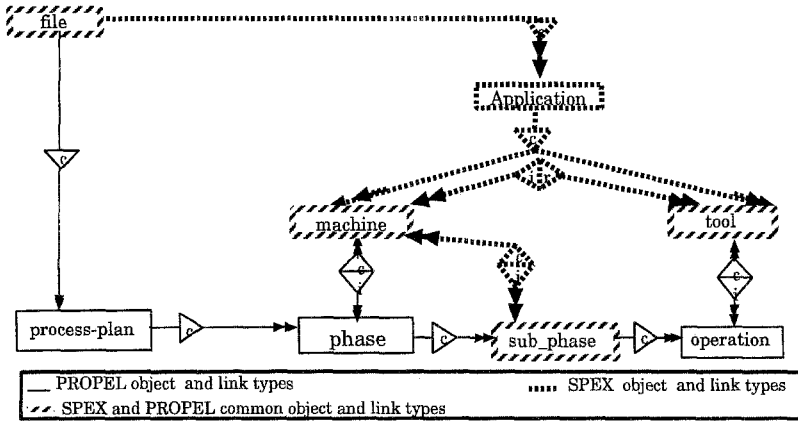 file
c
Application
c
i r
machine
tool
c
i
c
i
process-plan
c
phase
c
sub_phase
c
operation
PROPEL object and link types
SPEX object and link types
SPEX and PROPEL common object and link types